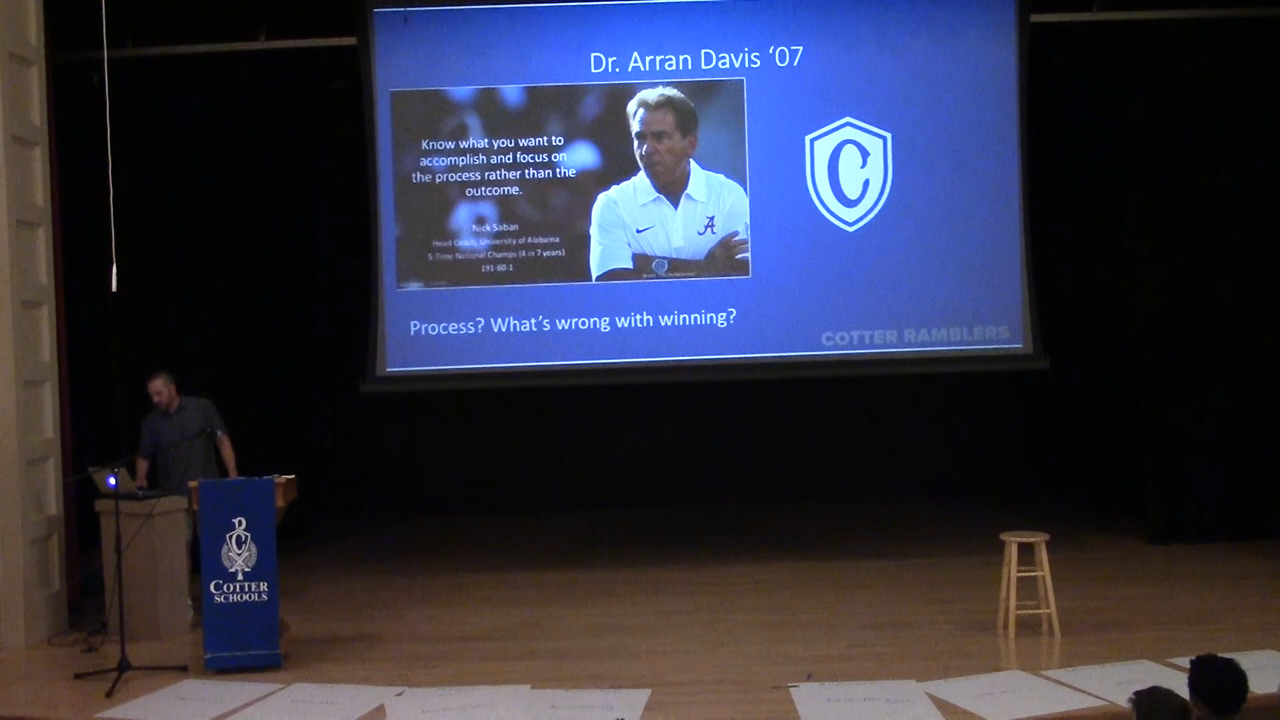 Dr. Arran Davis ‘07
Know what you want to
accomplish and focus on
the process rather than the
outcome.
Nick Saban
Head Coach, University of Alabama
5-Time National Champs (4 in 7 years)
191-60-1
A
C
Process? What's wrong with winning?
COTTER RAMBLERS
C
COTTER
SCHOOLS